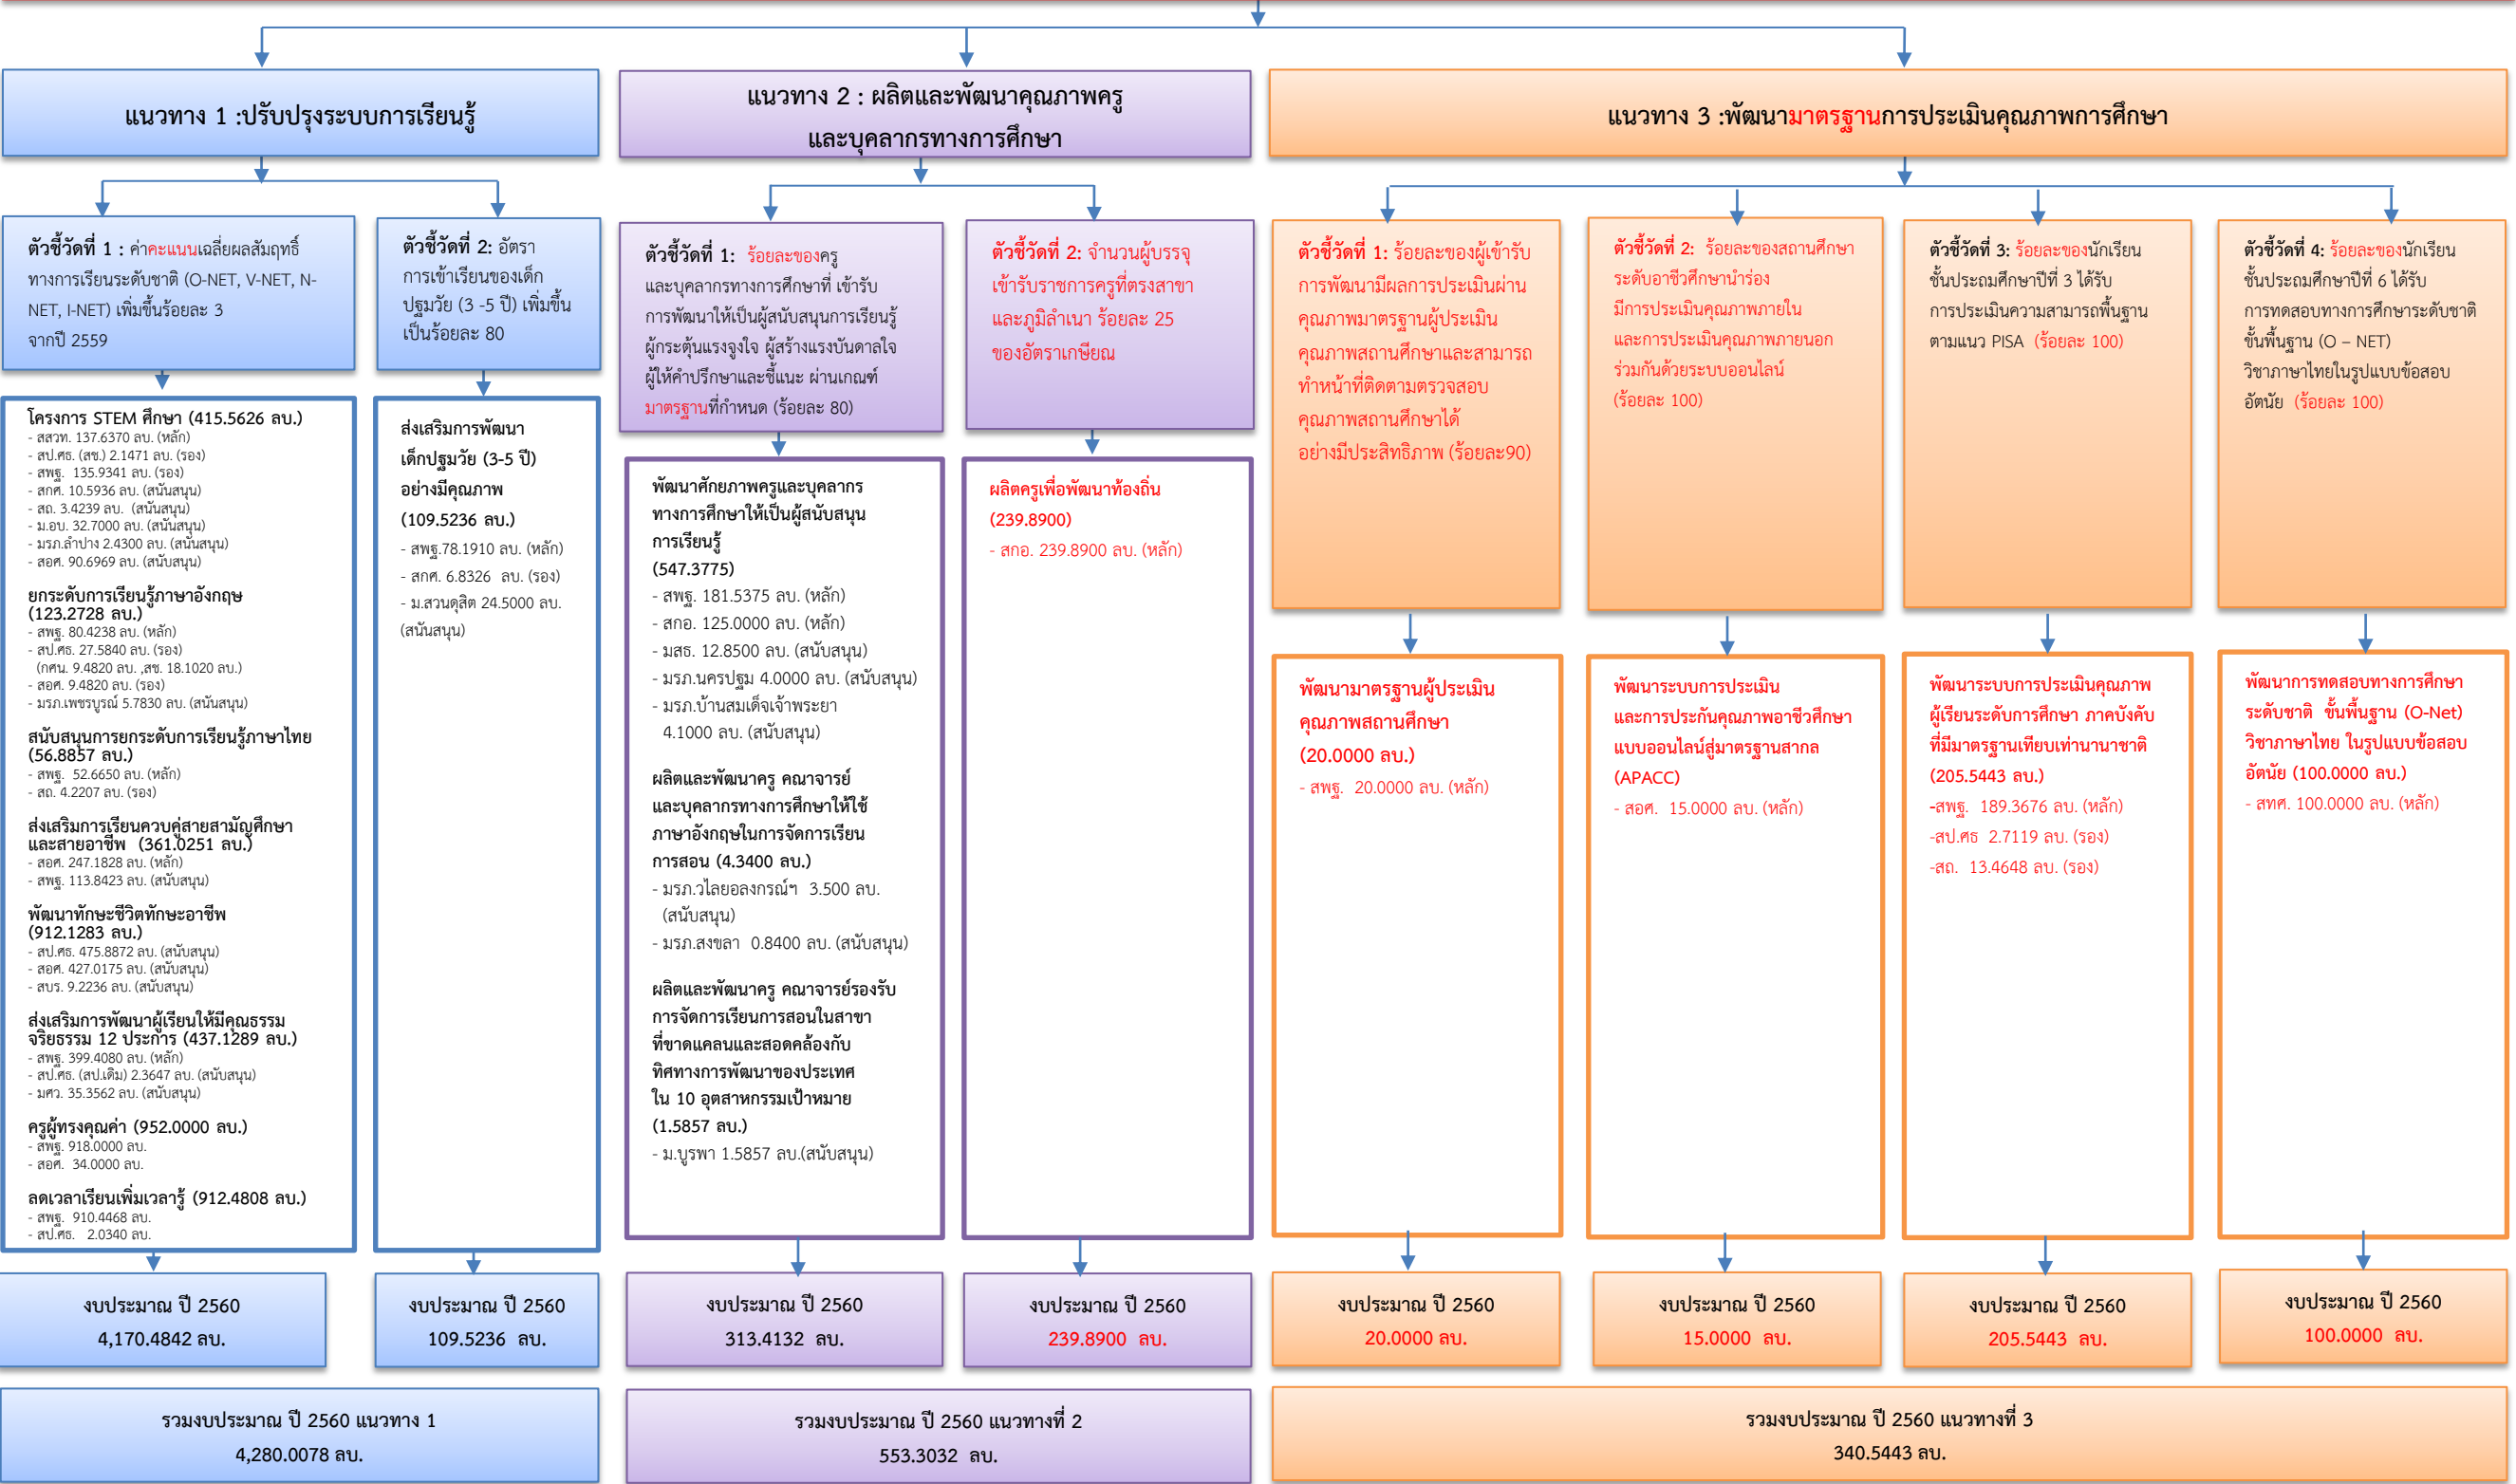 แนวทาง 1 :ปรับปรุงระบบการเรียนรู้
แนวทาง 2 : ผลิตและพัฒนาคุณภาพครู
และบุคลากรทางการศึกษา
แนวทาง 3 :พัฒนามาตรฐานการประเมินคุณภาพการศึกษา
ตัวชี้วัดที่ 1 : ค่าคะแนนเฉลี่ยผลสัมฤทธิ์
ทางการเรียนระดับชาติ (O-NET, V-NET, N-
NET, I-NET) เพิ่มขึ้นร้อยละ 3
จากปี 2559
ตัวชี้วัดที่ 2: อัตรา
การเข้าเรียนของเด็ก
ปฐมวัย (3 -5 ปี) เพิ่มขึ้น
เป็นร้อยละ 80
ตัวชี้วัดที่ 1: ร้อยละของครู
และบุคลากรทางการศึกษาที่ เข้ารับ
การพัฒนาให้เป็นผู้สนับสนุนการเรียนรู้
ผู้กระตุ้นแรงจูงใจ ผู้สร้างแรงบันดาลใจ
ผู้ให้คำปรึกษาและชี้แนะ ผ่านเกณฑ์
มาตรฐานที่กำหนด (ร้อยละ 80)
ตัวชี้วัดที่ 2: จำนวนผู้บรรจุ
เข้ารับราชการครูที่ตรงสาขา
และภูมิลำเนา ร้อยละ 25
ของอัตราเกษียณ
ตัวชี้วัดที่ 1: ร้อยละของผู้เข้ารับ
การพัฒนามีผลการประเมินผ่าน
คุณภาพมาตรฐานผู้ประเมิน
คุณภาพสถานศึกษาและสามารถ
ทำหน้าที่ติดตามตรวจสอบ
คุณภาพสถานศึกษาได้
อย่างมีประสิทธิภาพ (ร้อยละ90)
ตัวชี้วัดที่ 2: ร้อยละของสถานศึกษา
ระดับอาชีวศึกษานำร่อง
มีการประเมินคุณภาพภายใน
และการประเมินคุณภาพภายนอก
ร่วมกันด้วยระบบออนไลน์
(ร้อยละ 100)
ตัวชี้วัดที่ 3: ร้อยละของนักเรียน
ชั้นประถมศึกษาปีที่ 3 ได้รับ
การประเมินความสามารถพื้นฐาน
ตามแนว PISA (ร้อยละ 100)
ตัวชี้วัดที่ 4: ร้อยละของนักเรียน
ชั้นประถมศึกษาปีที่ 6 ได้รับ
การทดสอบทางการศึกษาระดับชาติ
ขั้นพื้นฐาน (O – NET)
วิชาภาษาไทยในรูปแบบข้อสอบ
อัตนัย (ร้อยละ 100)
โครงการ STEM ศึกษา (415.5626 ลบ.)
- สสวท. 137.6370 ลบ. (หลัก)
- สป.ศธ. (สช.) 2.1471 ลบ. (รอง)
- สพฐ. 135.9341 ลบ. (รอง)
- สกศ. 10.5936 ลบ. (สนันสนุน)
- สถ. 3.4239 ลบ. (สนันสนุน)
- ม.อบ. 32.7000 ลบ. (สนันสนุน)
- มรภ.ลำปาง 2.4300 ลบ. (สนันสนุน)
- สอศ. 90.6969 ลบ. (สนับสนุน)
ยกระดับการเรียนรู้ภาษาอังกฤษ
(123.2728 ลบ.)
- สพฐ. 80.4238 ลบ. (หลัก)
- สป.ศธ. 27.5840 ลบ. (รอง)
(กศน. 9.4820 ลบ. ,สช. 18.1020 ลบ.)
- สอศ. 9.4820 ลบ. (รอง)
- มรภ.เพชรบูรณ์ 5.7830 ลบ. (สนันสนุน)
สนับสนุนการยกระดับการเรียนรู้ภาษาไทย
(56.8857 ลบ.)
- สพฐ. 52.6650 ลบ. (หลัก)
- สถ. 4.2207 ลบ. (รอง)
ส่งเสริมการเรียนควบคู่สายสามัญศึกษา
และสายอาชีพ (361.0251 ลบ.)
- สอศ. 247.1828 ลบ. (หลัก)
- สพฐ. 113.8423 ลบ. (สนับสนุน)
พัฒนาทักษะชีวิตทักษะอาชีพ
(912.1283 ลบ.)
- สป.ศธ. 475.8872 ลบ. (สนับสนุน)
- สอศ. 427.0175 ลบ. (สนับสนุน)
- สบร. 9.2236 ลบ. (สนับสนุน)
ส่งเสริมการพัฒนาผู้เรียนให้มีคุณธรรม
จริยธรรม 12 ประการ (437.1289 ลบ.)
- สพฐ. 399.4080 ลบ. (หลัก)
- สป.ศธ. (สป.เดิม) 2.3647 ลบ. (สนับสนุน)
- มศว. 35.3562 ลบ. (สนับสนุน)
ครูผู้ทรงคุณค่า (952.0000 ลบ.)
- สพฐ. 918.0000 ลบ.
- สอศ. 34.0000 ลบ.
ลดเวลาเรียนเพิ่มเวลารู้ (912.4808 ลบ.)
- สพฐ. 910.4468 ลบ.
- สป.ศธ. 2.0340 ลบ.
ส่งเสริมการพัฒนา
เด็กปฐมวัย (3-5 ปี)
อย่างมีคุณภาพ
(109.5236 ลบ.)
- สพฐ.78.1910 ลบ. (หลัก)
- สกศ. 6.8326 ลบ. (รอง)
- ม.สวนดุสิต 24.5000 ลบ.
(สนันสนุน)
พัฒนาศักยภาพครูและบุคลากร
ทางการศึกษาให้เป็นผู้สนับสนุน
การเรียนรู้
(547.3775)
- สพฐ. 181.5375 ลบ. (หลัก)
- สกอ. 125.0000 ลบ. (หลัก)
- มสธ. 12.8500 ลบ. (สนับสนุน)
- มรภ.นครปฐม 4.0000 ลบ. (สนับสนุน)
- มรภ.บ้านสมเด็จเจ้าพระยา
4.1000 ลบ. (สนับสนุน)
ผลิตและพัฒนาครู คณาจารย์
และบุคลากรทางการศึกษาให้ใช้
ภาษาอังกฤษในการจัดการเรียน
การสอน (4.3400 ลบ.)
- มรภ.วไลยอลงกรณ์ฯ 3.500 ลบ.
(สนับสนุน)
- มรภ.สงขลา 0.8400 ลบ. (สนับสนุน)
ผลิตและพัฒนาครู คณาจารย์รองรับ
การจัดการเรียนการสอนในสาขา
ที่ขาดแคลนและสอดคล้องกับ
ทิศทางการพัฒนาของประเทศ
ใน 10 อุตสาหกรรมเป้าหมาย
(1.5857 ลบ.)
- ม.บูรพา 1.5857 ลบ.(สนับสนุน)
ผลิตครูเพื่อพัฒนาท้องถิ่น
(239.8900)
- สกอ. 239.8900 ลบ. (หลัก)
พัฒนามาตรฐานผู้ประเมิน
คุณภาพสถานศึกษา
(20.0000 ลบ.)
- สพฐ. 20.0000 ลบ. (หลัก)
พัฒนาระบบการประเมิน
และการประกันคุณภาพอาชีวศึกษา
แบบออนไลน์สู่มาตรฐานสากล
(APACC)
- สอศ. 15.0000 ลบ. (หลัก)
พัฒนาระบบการประเมินคุณภาพ
ผู้เรียนระดับการศึกษา ภาคบังคับ
ที่มีมาตรฐานเทียบเท่านานาชาติ
(205.5443 ลบ.)
-สพฐ. 189.3676 ลบ. (หลัก)
-สป.ศธ 2.7119 ลบ. (รอง)
-สถ. 13.4648 ลบ. (รอง)
พัฒนาการทดสอบทางการศึกษา
ระดับชาติ ขั้นพื้นฐาน (O-Net)
วิชาภาษาไทย ในรูปแบบข้อสอบ
อัตนัย (100.0000 ลบ.)
- สทศ. 100.0000 ลบ. (หลัก)
งบประมาณ ปี 2560
4,170.4842 ลบ.
งบประมาณ ปี 2560
109.5236 ลบ.
งบประมาณ ปี 2560
313.4132 ลบ.
งบประมาณ ปี 2560
239.8900 ลบ.
งบประมาณ ปี 2560
20.0000 ลบ.
งบประมาณ ปี 2560
15.0000 ลบ.
งบประมาณ ปี 2560
205.5443 ลบ.
งบประมาณ ปี 2560
100.0000 ลบ.
รวมงบประมาณ ปี 2560 แนวทาง 1
4,280.0078 ลบ.
รวมงบประมาณ ปี 2560 แนวทางที่ 2
553.3032 ลบ.
รวมงบประมาณ ปี 2560 แนวทางที่ 3
340.5443 ลบ.